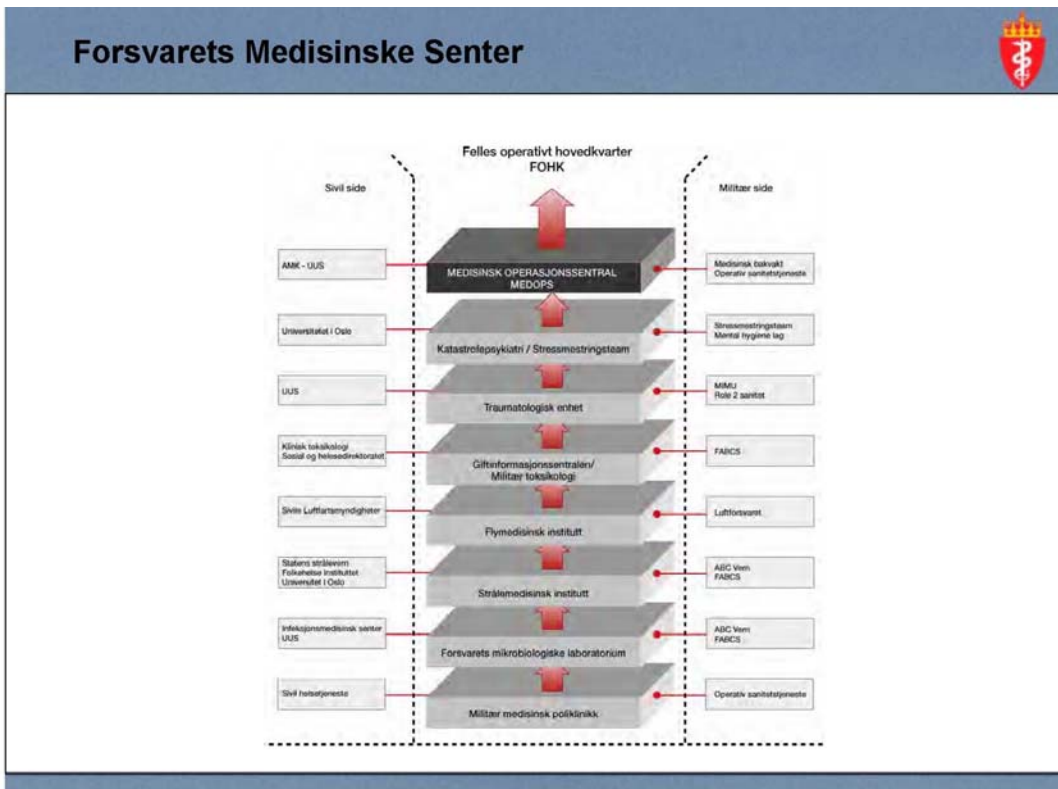 Forsvarets Medisinske Senter
Felles operativt hovedkvarter
FOHK
Sivil side
Militær side
AMK - UUS
MEDISINSK OPERASJONSSENTRAL
MEDOPS
Medisinsk bakvakt
Operativ sanitetstjeneste
Universitetet i Oslo
Katastrofepsykiatri / Stressmestringsteam
Stressmestringsteam
Mental hygiene lag
UUS
Traumatologisk enhet
MIMU
Role 2 sanitet
Klinisk toksikologi
Sosial og helsedirektoratet
Giftinformasjonssentralen/
Militær toksikologi
FABCS
Sivile Luftfartsmyndigheter
Flymedisinsk institutt
Luftforsvaret
Statens strålevern
Folkehelse instituttet
Universitet i Oslo
Strålemedisinsk institutt
ABC Vern
FABCS
Infeksjonsmedisinsk senter
UUS
Forsvarets mikrobiologiske laboratorium
ABC Vern
FABCS
Sivil helsetjeneste
Militær medisinsk poliklinikk
Operativ sanitetstjeneste